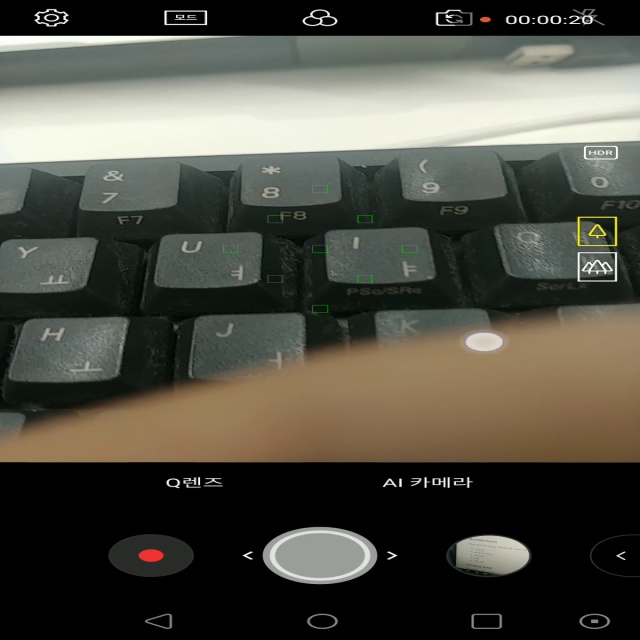 모드
00:00:20
HDR
& * (
7 8 9 0
F7 F8 F9 F10
Y ㅛ U ㅕ I ㅑ
PSc/SRq
ScrLk
H ㅗ J ㅓ K
Q렌즈 AI 카메라